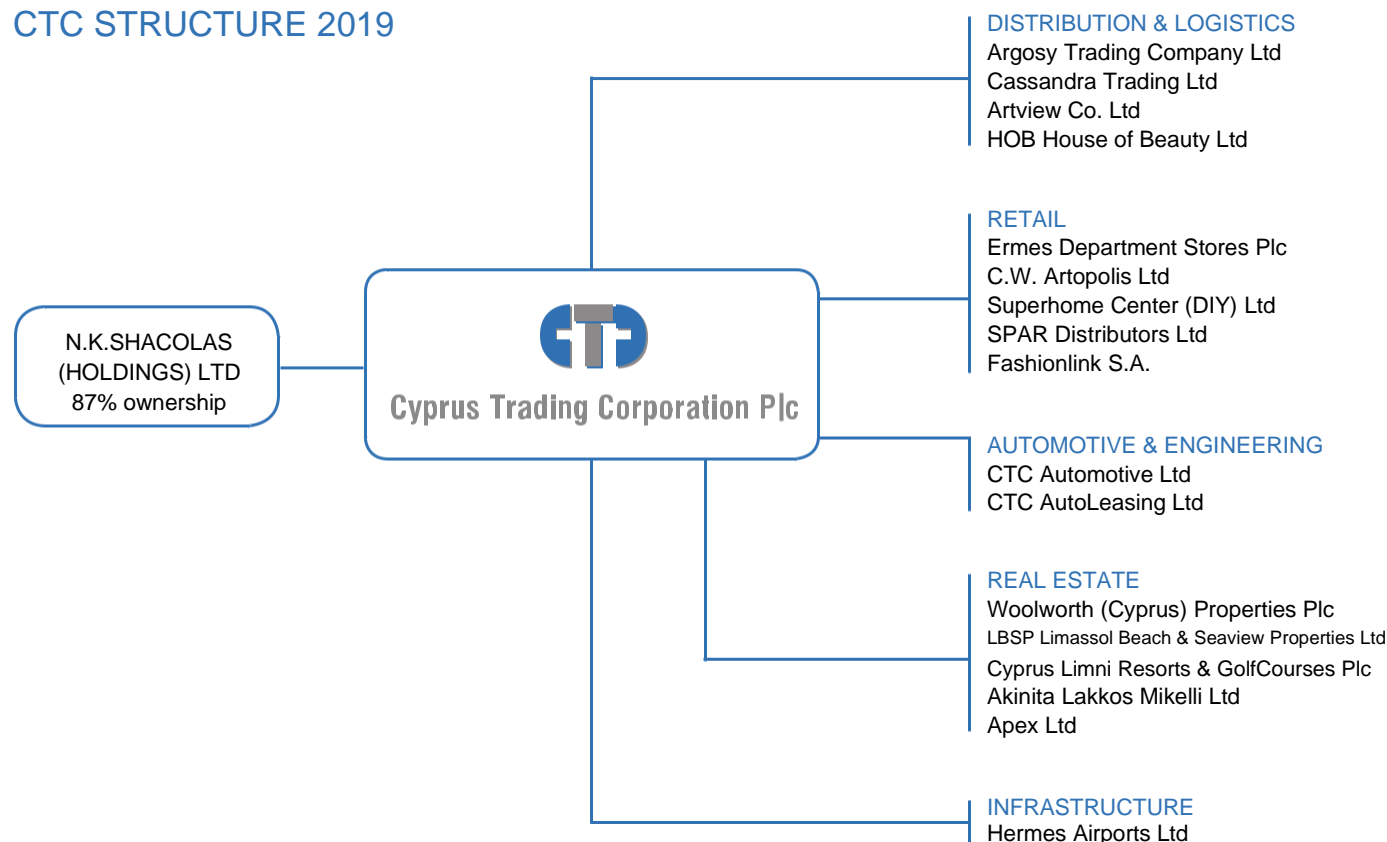 CTC STRUCTURE 2019
DISTRIBUTION & LOGISTICS
Argosy Trading Company Ltd
Cassandra Trading Ltd
Artview Co. Ltd
HOB House of Beauty Ltd
RETAIL
Ermes Department Stores Plc
C.W. Artopolis Ltd
Superhome Center (DIY) Ltd
SPAR Distributors Ltd
Fashionlink S.A.
N.K.SHACOLAS
(HOLDINGS) LTD
87% ownership
CTC
Cyprus Trading Corporation Plc
AUTOMOTIVE & ENGINEERING
CTC Automotive Ltd
CTC AutoLeasing Ltd
REAL ESTATE
Woolworth (Cyprus) Properties Plc
LBSP Limassol Beach & Seaview Properties Ltd
Cyprus Limni Resorts & GolfCourses Plc
Akinita Lakkos Mikelli Ltd
Apex Ltd
INFRASTRUCTURE
Hermes Airports Ltd